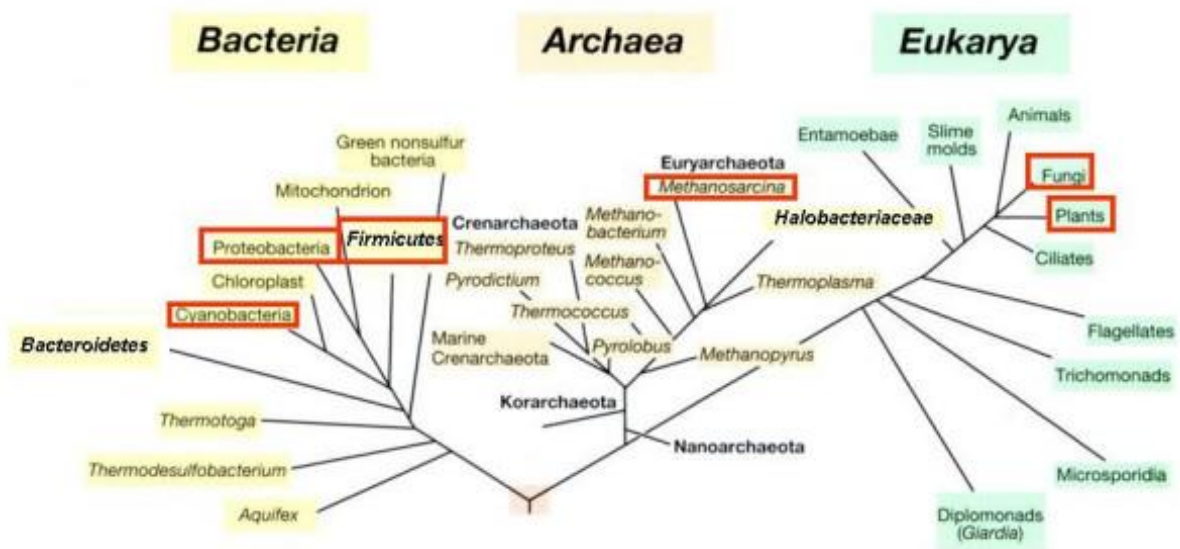 Bacteria
Archaea
Eukarya
Green nonsulfur
bacteria
Mitochondrion
Proteobacteria
Firmicutes
Chloroplast
Cyanobacteria
Bacteroidetes
Thermotoga
Thermodesulfobacterium
Aquifex
Euryarchaeota
Methanosarcina
Crenarchaeota
Thermoproteus
Methano-
bacterium
Halobacteriaceae
Pyrodictium
Methano-
coccus
Thermoplasma
Thermococcus
Marine
Crenarchaeota
Pyrolobus
Methanopyrus
Korarchaeota
Nanoarchaeota
Entamoebae
Slime
molds
Animals
Fungi
Plants
Ciliates
Flagellates
Trichomonads
Microsporidia
Diplomonads
(Giardia)